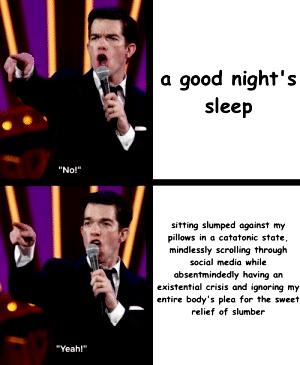 a good night's
sleep
"No!"
sitting slumped against my
pillows in a catatonic state,
mindlessly scrolling through
social media while
absentmindedly having an
existential crisis and ignoring my
entire body's plea for the sweet
relief of slumber
"Yeah!"